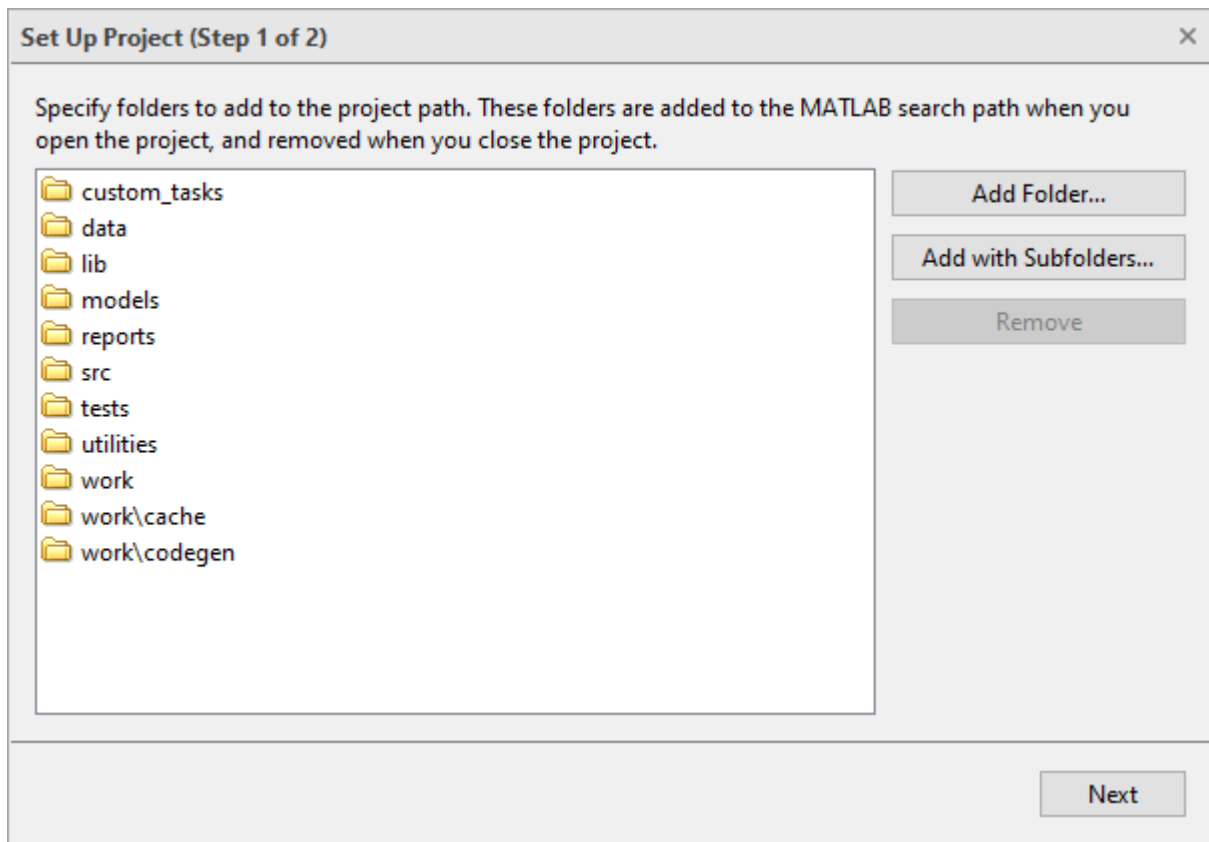 Set Up Project (Step 1 of 2)
Specify folders to add to the project path. These folders are added to the MATLAB search path when you
open the project, and removed when you close the project.
custom_tasks
data
lib
models
reports
src
tests
utilities
work
work\cache
work\codegen
Add Folder...
Add with Subfolders...
Remove
Next